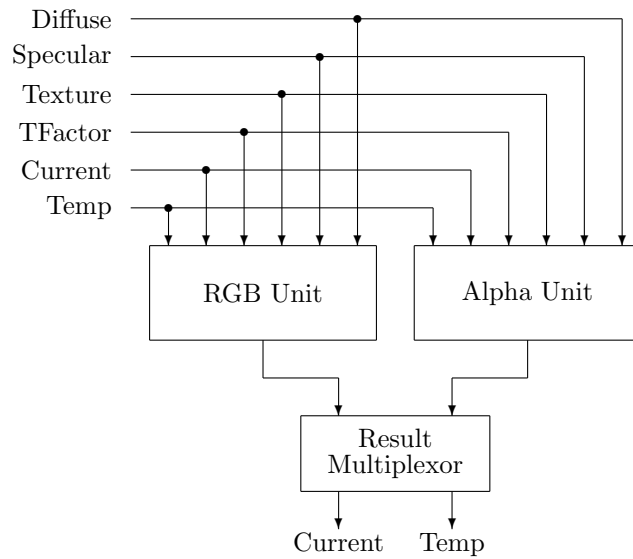 Diffuse
Specular
Texture
TFactor
Current
Temp
RGB Unit
Alpha Unit
Result
Multiplexor
Current
Temp